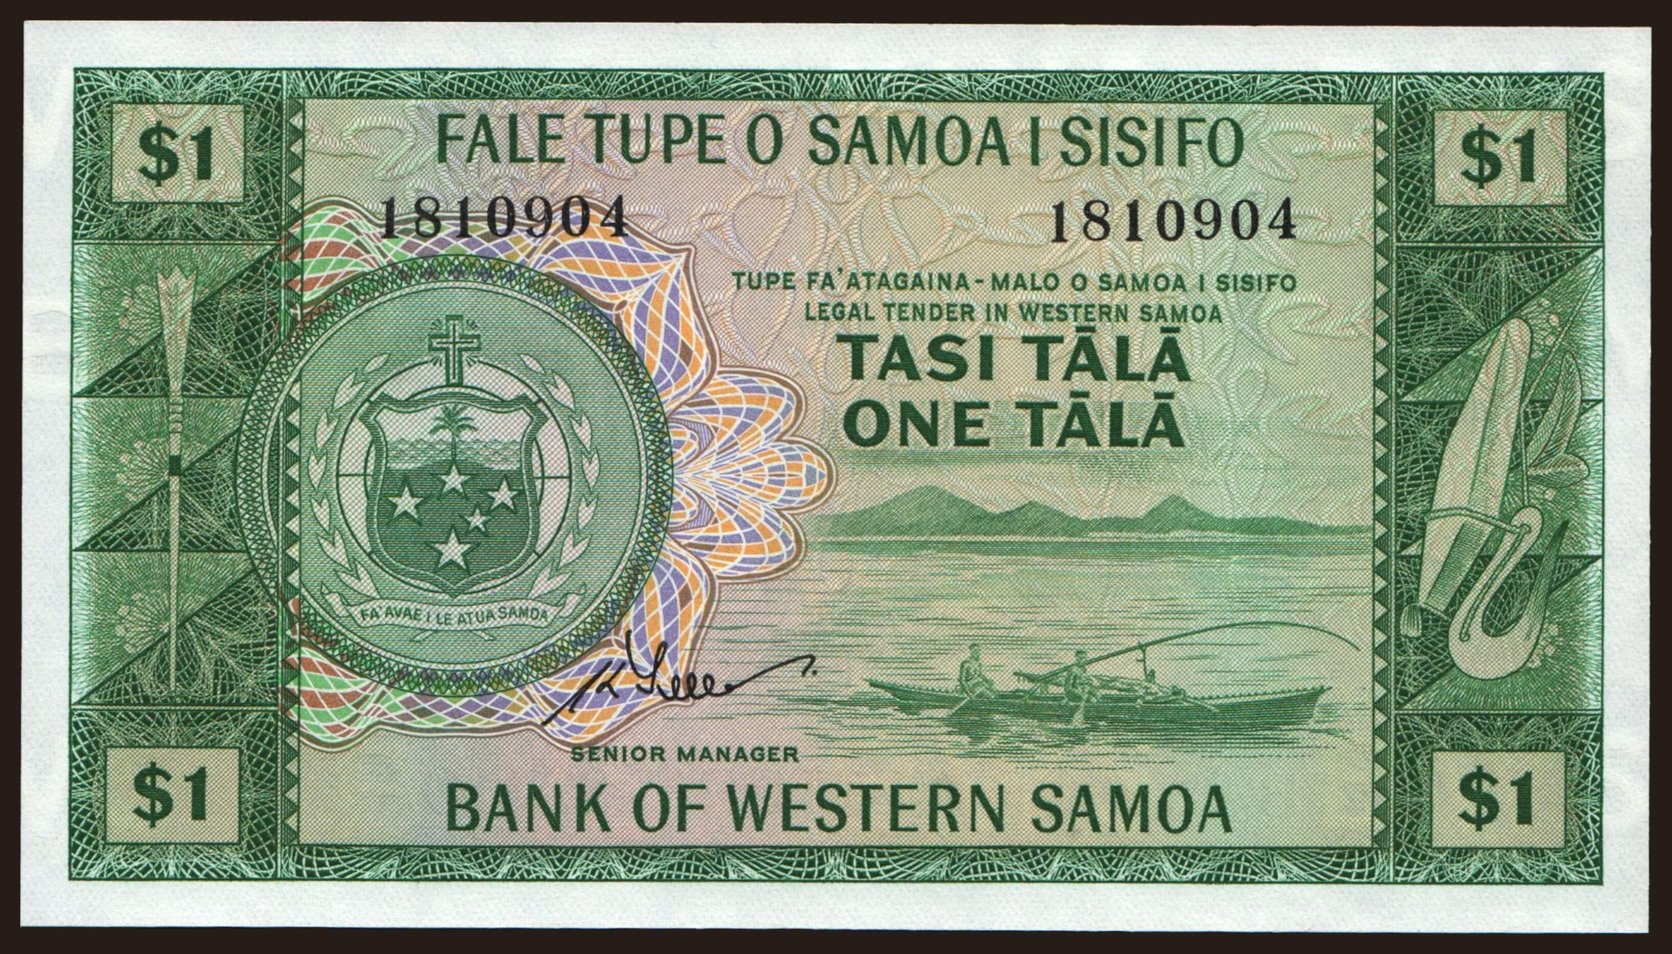 $1
FALE TUPE O SAMOA I SISIFO
$1
1810904
1810904
TUPE FA'ATAGAINA - MALO O SAMOA I SISIFO
LEGAL TENDER IN WESTERN SAMOA
TASI TĀLĀ
ONE TĀLĀ
FA'AVAE I LE ATUA SAMOA
SENIOR MANAGER
$1
BANK OF WESTERN SAMOA
$1